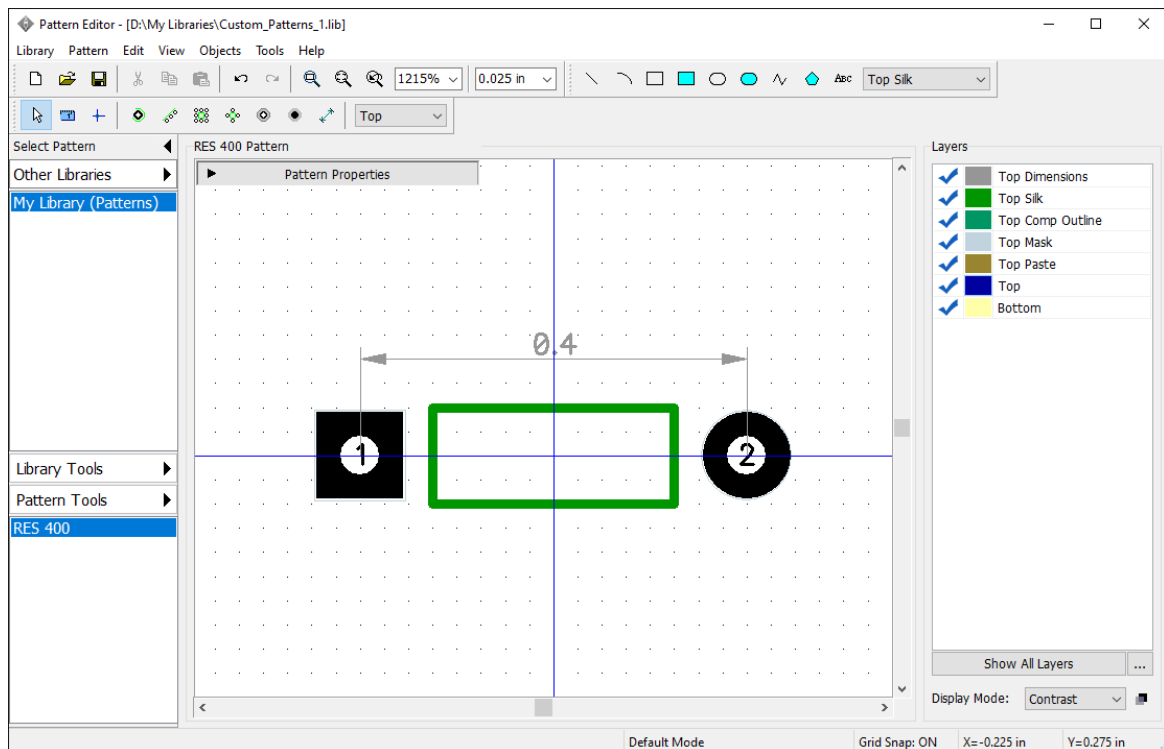 Pattern Editor - [D:\My Libraries\Custom_Patterns_1.lib]
Library Pattern Edit View Objects Tools Help
1215% 0.025 in ABC Top Silk
Top
Select Pattern
Other Libraries
My Library (Patterns)
Library Tools
Pattern Tools
RES 400
RES 400 Pattern
Pattern Properties
0.4
1 2
Layers
Top Dimensions
Top Silk
Top Comp Outline
Top Mask
Top Paste
Top
Bottom
Show All Layers ...
Display Mode: Contrast
Default Mode Grid Snap: ON X=-0.225 in Y=0.275 in